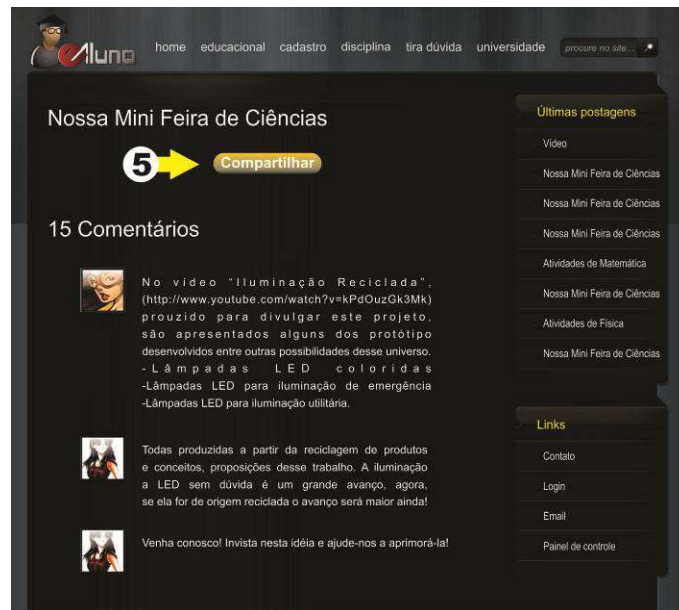 eAluno
home educacional cadastro disciplina tira dúvida universidade procure no site...
Nossa Mini Feira de Ciências
5
Compartilhar
15 Comentários
No vídeo "Iluminação Reciclada",
(http://www.youtube.com/watch?v=kPdOuzGk3Mk)
prouzido para divulgar este projeto,
são apresentados alguns dos protótipo
desenvolvidos entre outras possibilidades desse universo.
-Lâmpadas LED coloridas
-Lâmpadas LED para iluminação de emergência
-Lâmpadas LED para iluminação utilitária.
Todas produzidas a partir da reciclagem de produtos
e conceitos, proposições desse trabalho. A iluminação
a LED sem dúvida é um grande avanço, agora,
se ela for de origem reciclada o avanço será maior ainda!
Venha conosco! Invista nesta idéia e ajude-nos a aprimorá-la!
Últimas postagens
Vídeo
Nossa Mini Feira de Ciências
Nossa Mini Feira de Ciências
Nossa Mini Feira de Ciências
Atividades de Matemática
Nossa Mini Feira de Ciências
Atividades de Física
Nossa Mini Feira de Ciências
Links
Contato
Login
Email
Painel de controle